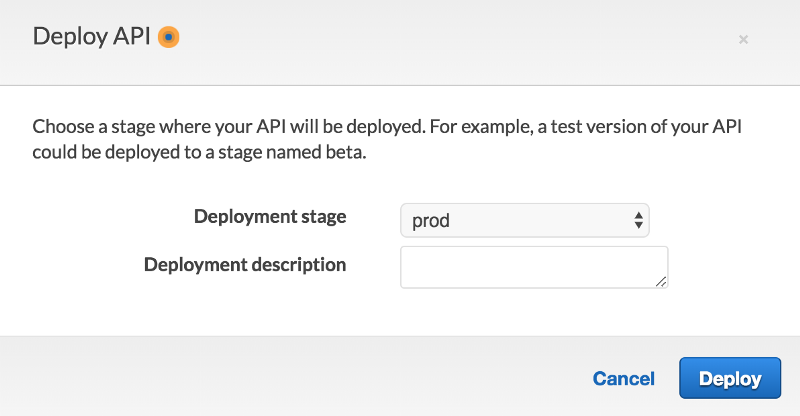 Deploy API
×
Choose a stage where your API will be deployed. For example, a test version of your API
could be deployed to a stage named beta.
Deployment stage prod
Deployment description
Cancel Deploy